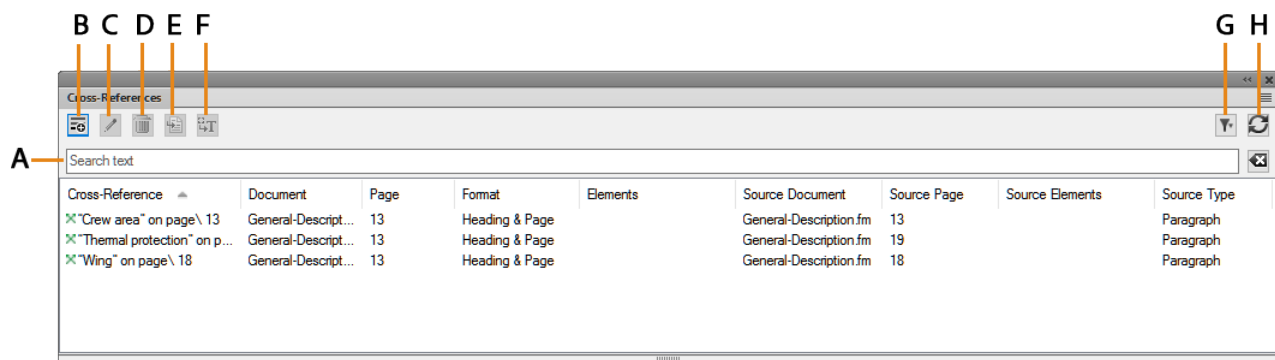 B C D E F G H
Cross-References
A
Search text
Cross-Reference Document Page Format Elements Source Document Source Page Source Elements Source Type
"Crew area" on page\ 13 General-Descript... 13 Heading & Page General-Description.fm 13 Paragraph
"Thermal protection" on p... General-Descript... 13 Heading & Page General-Description.fm 19 Paragraph
"Wing" on page\ 18 General-Descript... 13 Heading & Page General-Description.fm 18 Paragraph